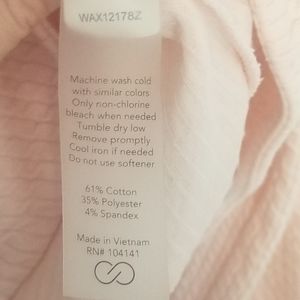 WAX12178Z
Machine wash cold
with similar colors
Only non-chlorine
bleach when needed
Tumble dry low
Remove promptly
Cool iron if needed
Do not use softener
61% Cotton
35% Polyester
4% Spandex
Made in Vietnam
RN# 104141